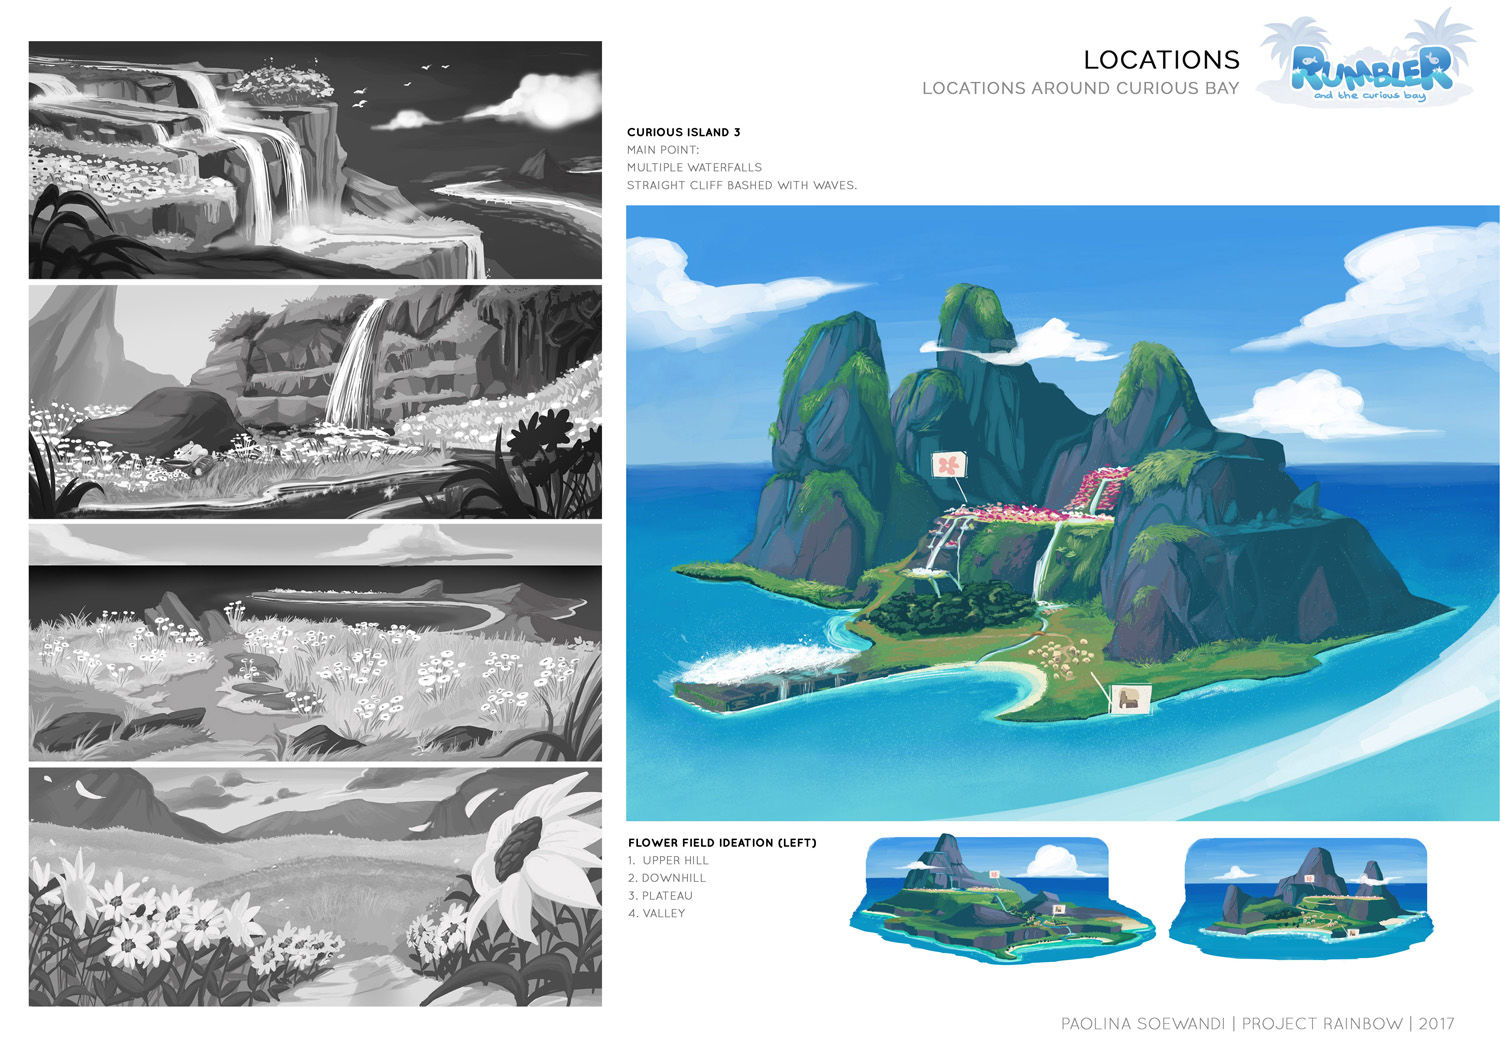 LOCATIONS
LOCATIONS AROUND CURIOUS BAY
RUMBLER
and the curious bay
CURIOUS ISLAND 3
MAIN POINT:
MULTIPLE WATERFALLS
STRAIGHT CLIFF BASHED WITH WAVES.
FLOWER FIELD IDEATION (LEFT)
1. UPPER HILL
2. DOWNHILL
3. PLATEAU
4. VALLEY
PAOLINA SOEWANDI | PROJECT RAINBOW | 2017